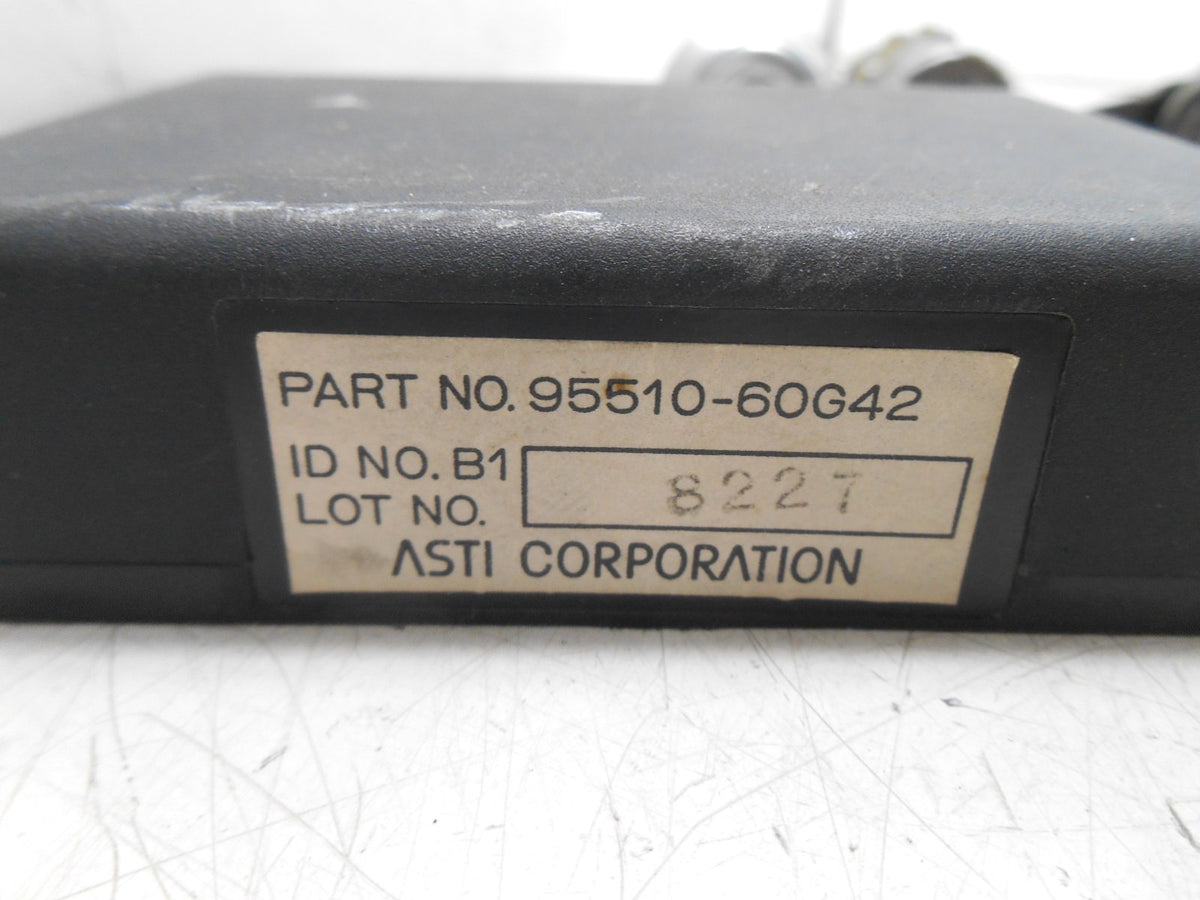 PART NO. 95510-60G42
ID NO. B1
LOT NO. 8227
ASTI CORPORATION